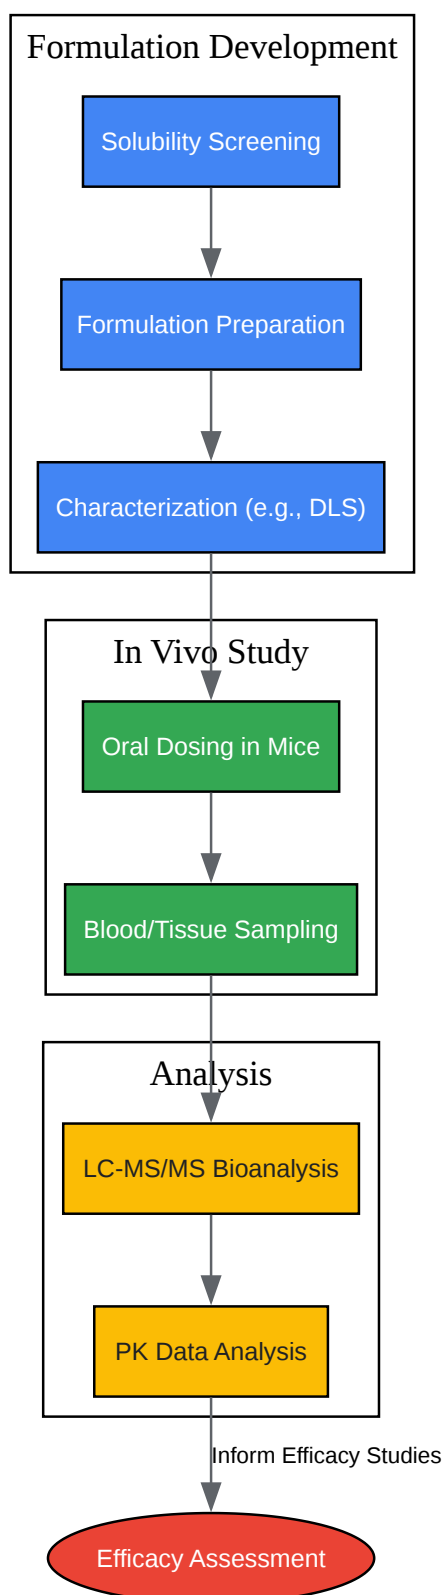 Formulation Development
Solubility Screening
Formulation Preparation
Characterization (e.g., DLS)
In Vivo Study
Oral Dosing in Mice
Blood/Tissue Sampling
Analysis
LC-MS/MS Bioanalysis
PK Data Analysis
Inform Efficacy Studies
Efficacy Assessment